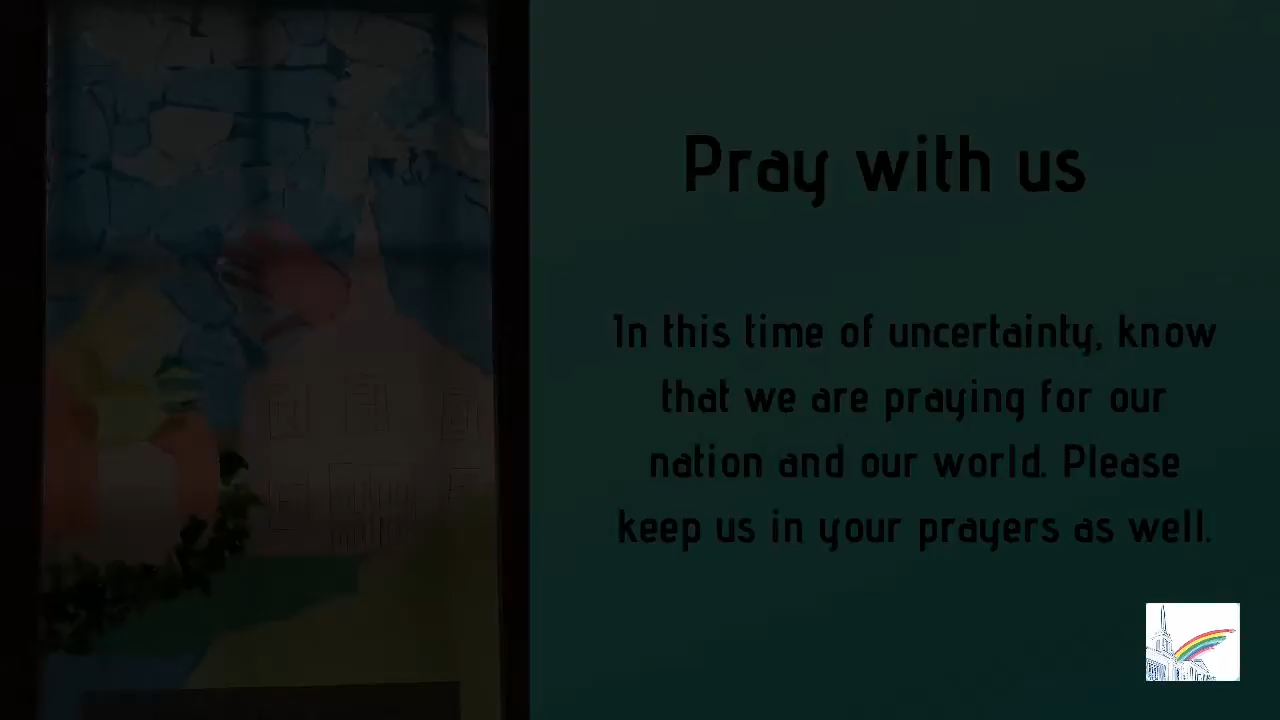 Pray with us
In this time of uncertainty, know
that we are praying for our
nation and our world. Please
keep us in your prayers as well.